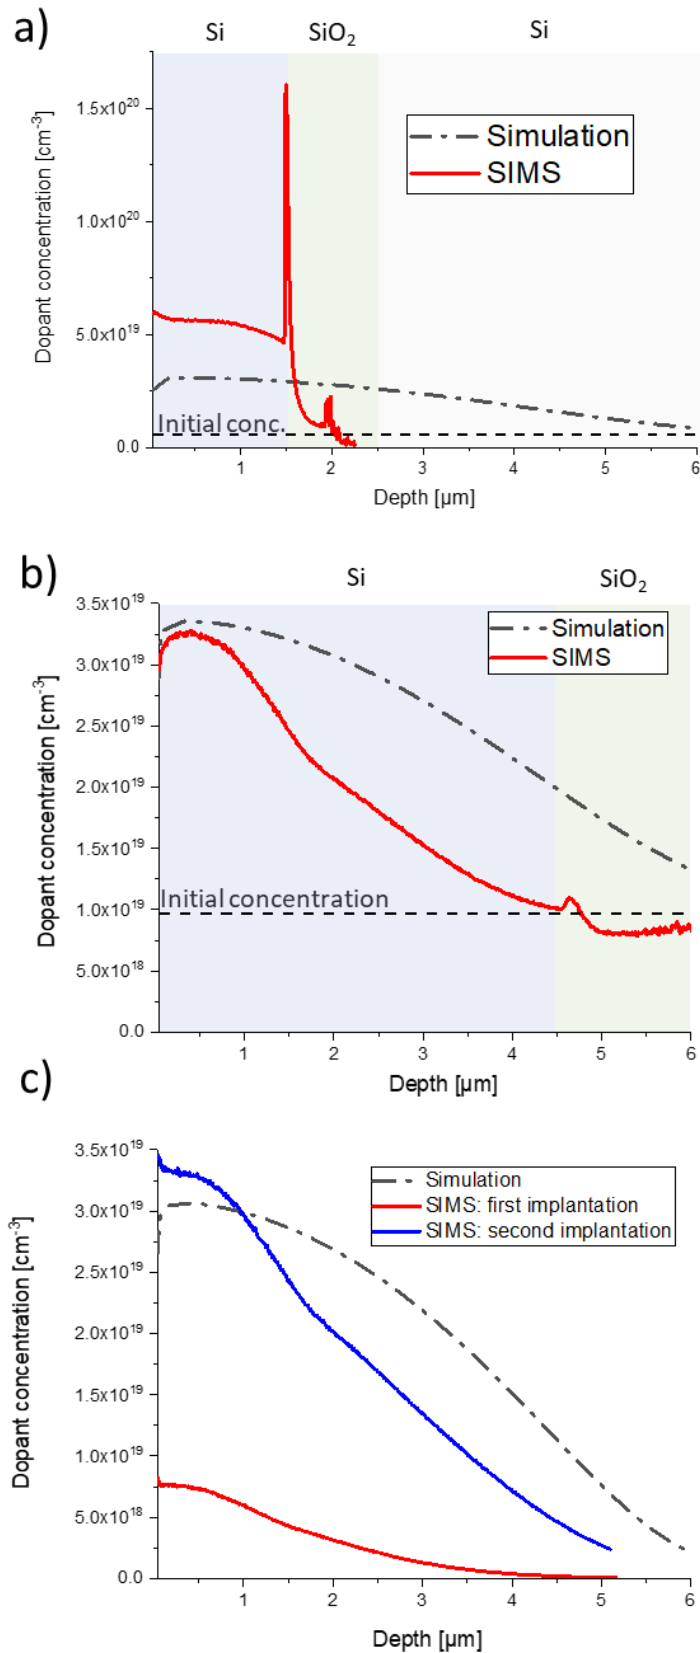 a)
Si SiO2 Si
Dopant concentration [cm-3]
1.5x10^20
1.0x10^20
5.0x10^19
0.0
Simulation
SIMS
Initial conc.
1 2 3 4 5 6
Depth [µm]
b)
Si SiO2
Dopant concentration [cm-3]
3.5x10^19
3.0x10^19
2.5x10^19
2.0x10^19
1.5x10^19
1.0x10^19
5.0x10^18
0.0
Simulation
SIMS
Initial concentration
1 2 3 4 5 6
Depth [µm]
c)
Dopant concentration [cm-3]
3.5x10^19
3.0x10^19
2.5x10^19
2.0x10^19
1.5x10^19
1.0x10^19
5.0x10^18
0.0
Simulation
SIMS: first implantation
SIMS: second implantation
1 2 3 4 5 6
Depth [µm]